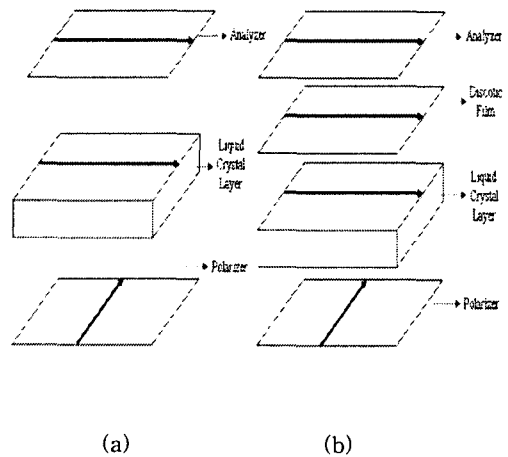 Analyzer
Liquid
Crystal
Layer
Polarizer
(a)
Analyzer
Discotic
Film
Liquid
Crystal
Layer
Polarizer
(b)